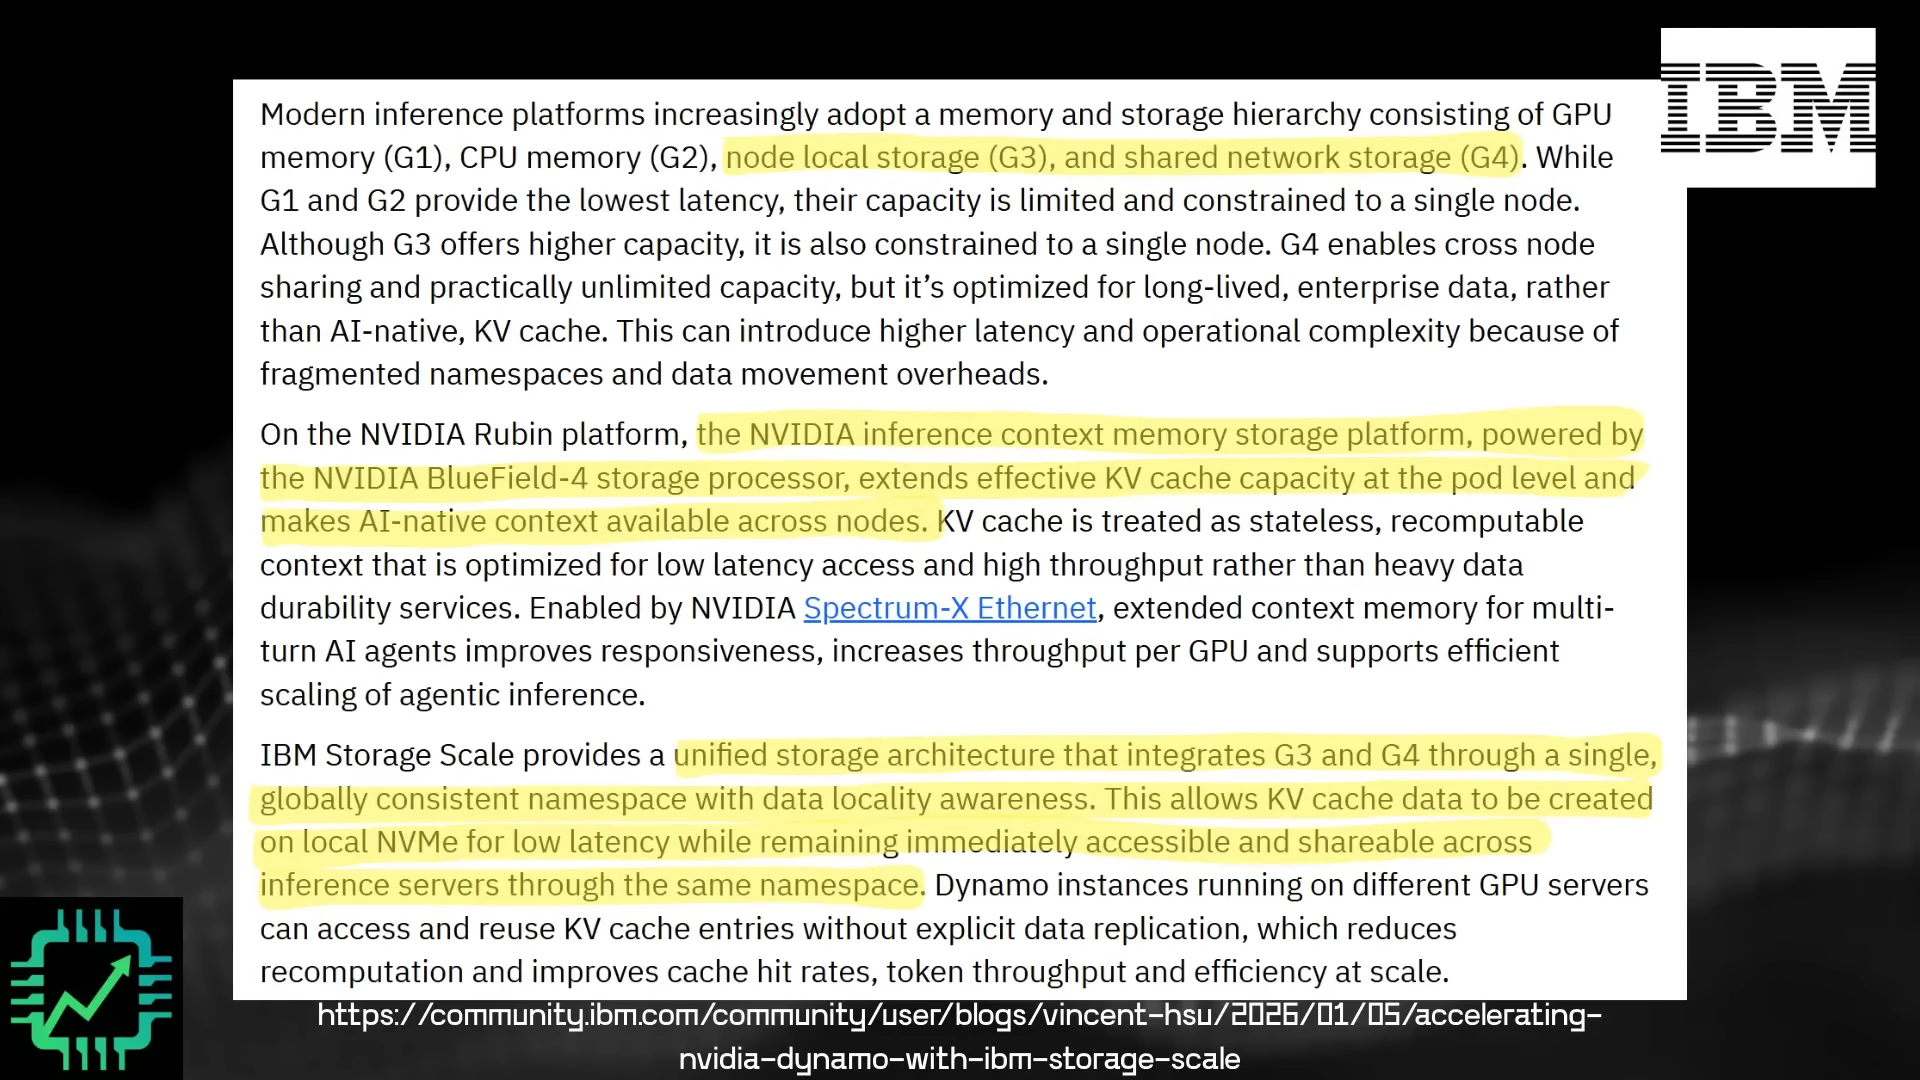 IBM
Modern inference platforms increasingly adopt a memory and storage hierarchy consisting of GPU
memory (G1), CPU memory (G2), node local storage (G3), and shared network storage (G4). While
G1 and G2 provide the lowest latency, their capacity is limited and constrained to a single node.
Although G3 offers higher capacity, it is also constrained to a single node. G4 enables cross node
sharing and practically unlimited capacity, but it’s optimized for long-lived, enterprise data, rather
than AI-native, KV cache. This can introduce higher latency and operational complexity because of
fragmented namespaces and data movement overheads.
On the NVIDIA Rubin platform, the NVIDIA inference context memory storage platform, powered by
the NVIDIA BlueField-4 storage processor, extends effective KV cache capacity at the pod level and
makes AI-native context available across nodes. KV cache is treated as stateless, recomputable
context that is optimized for low latency access and high throughput rather than heavy data
durability services. Enabled by NVIDIA Spectrum-X Ethernet, extended context memory for multi-
turn AI agents improves responsiveness, increases throughput per GPU and supports efficient
scaling of agentic inference.
IBM Storage Scale provides a unified storage architecture that integrates G3 and G4 through a single,
globally consistent namespace with data locality awareness. This allows KV cache data to be created
on local NVMe for low latency while remaining immediately accessible and shareable across
inference servers through the same namespace. Dynamo instances running on different GPU servers
can access and reuse KV cache entries without explicit data replication, which reduces
recomputation and improves cache hit rates, token throughput and efficiency at scale.
https://community.ibm.com/community/user/blogs/vincent-hsu/2026/01/05/accelerating-
nvidia-dynamo-with-ibm-storage-scale